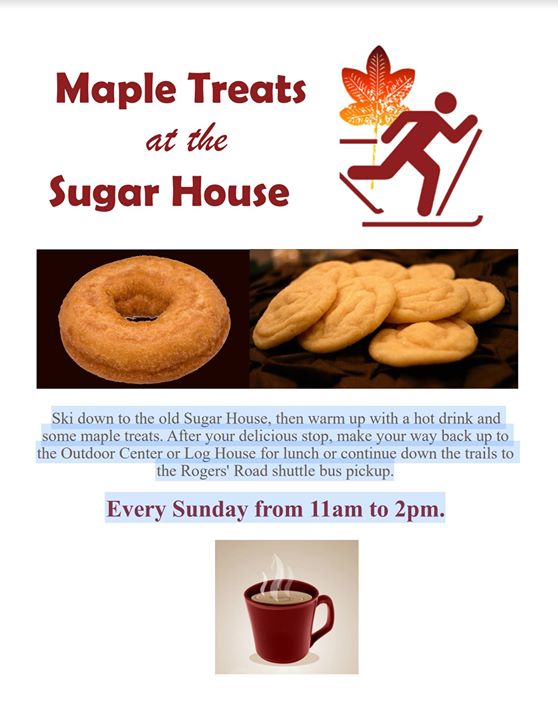 Maple Treats
at the
Sugar House
Ski down to the old Sugar House, then warm up with a hot drink and
some maple treats. After your delicious stop, make your way back up to
the Outdoor Center or Log House for lunch or continue down the trails to
the Rogers' Road shuttle bus pickup.
Every Sunday from 11am to 2pm.